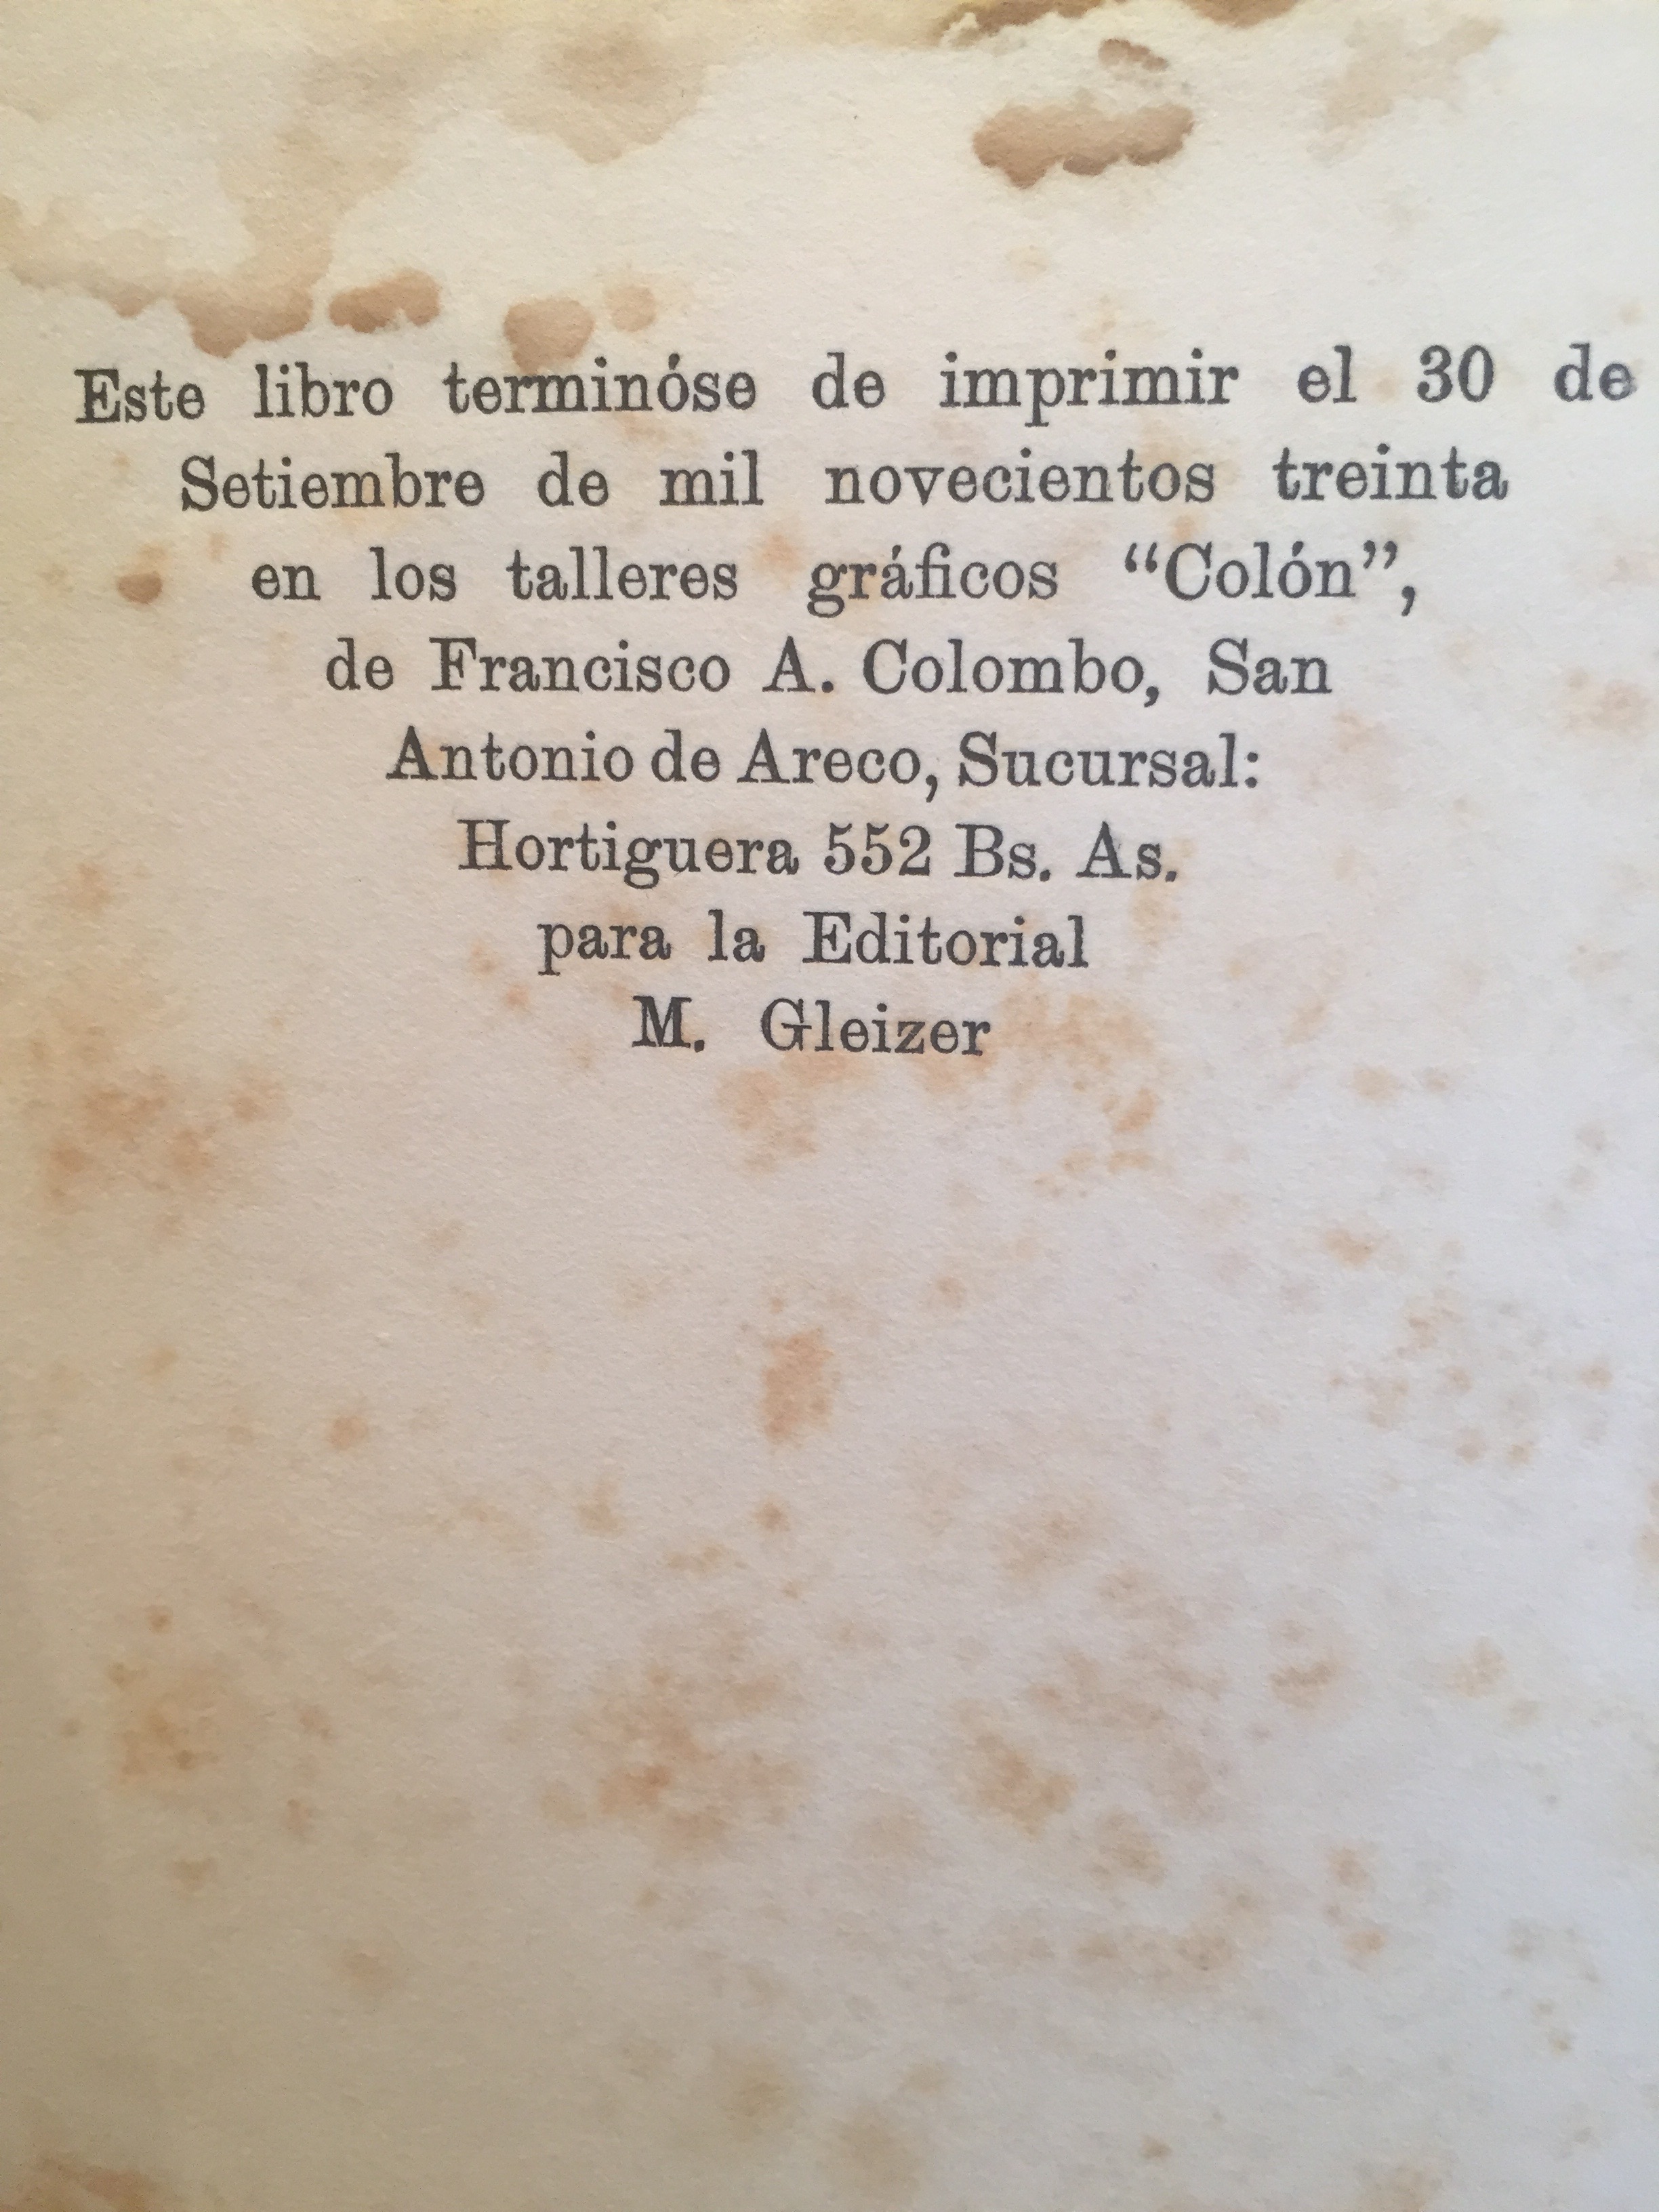 Este libro terminóse de imprimir el 30 de
Setiembre de mil novecientos treinta
en los talleres gráficos “Colón”,
de Francisco A. Colombo, San
Antonio de Areco, Sucursal:
Hortiguera 552 Bs. As.
para la Editorial
M. Gleizer